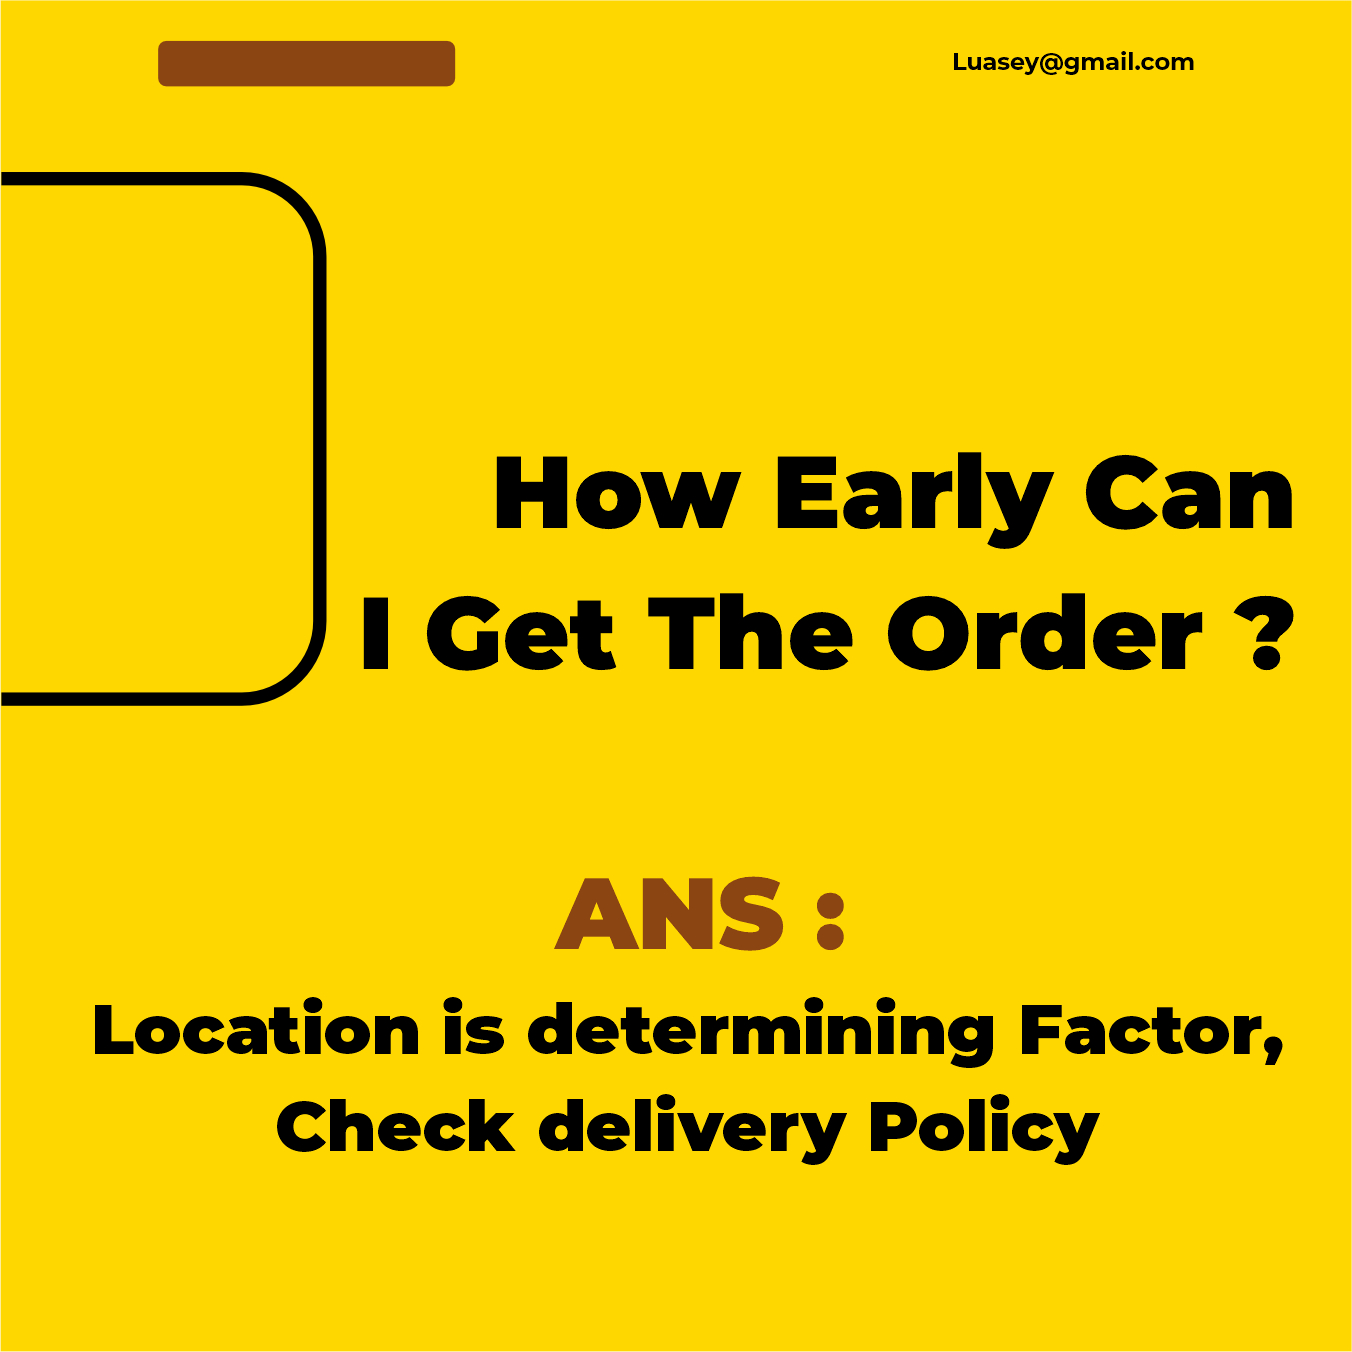 Luasey@gmail.com
How Early Can
I Get The Order ?
ANS :
Location is determining Factor,
Check delivery Policy